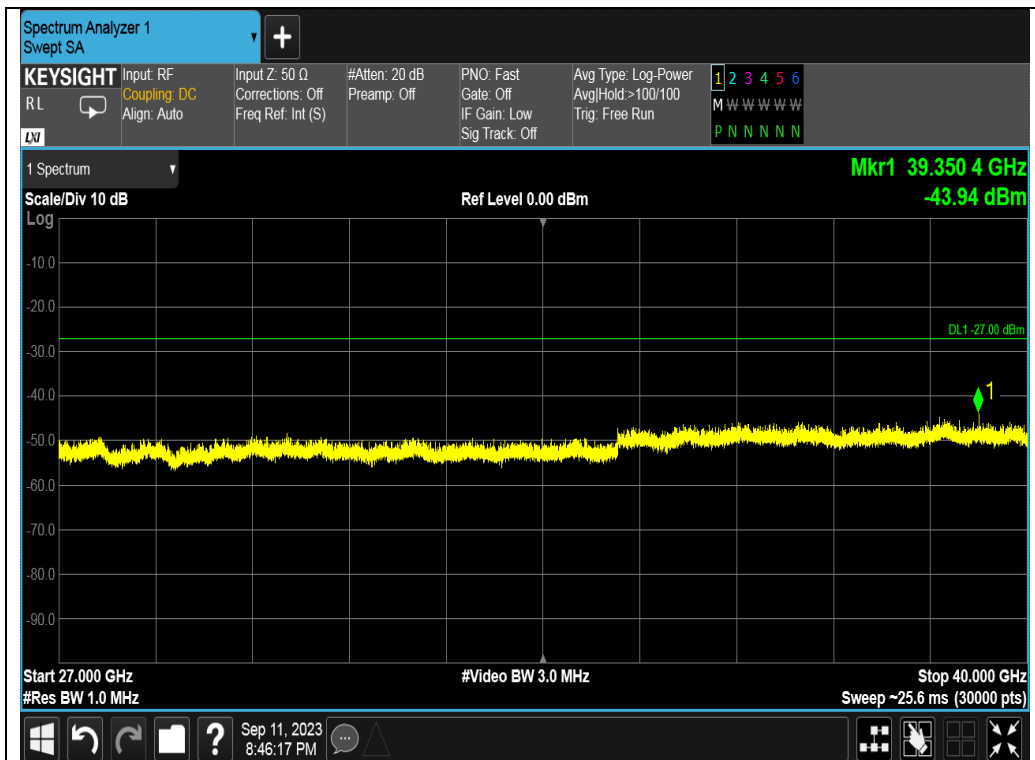 Spectrum Analyzer 1
Swept SA
+
KEYSIGHT
RL
LXI
Input: RF
Coupling: DC
Align: Auto
Input Z: 50 Ω
Corrections: Off
Freq Ref: Int (S)
#Atten: 20 dB
Preamp: Off
PNO: Fast
Gate: Off
IF Gain: Low
Sig Track: Off
Avg Type: Log-Power
Avg|Hold:>100/100
Trig: Free Run
1 2 3 4 5 6
M W W W W W
P N N N N N
1 Spectrum
Mkr1 39.350 4 GHz
-43.94 dBm
Scale/Div 10 dB
Ref Level 0.00 dBm
Log
-10.0
-20.0
DL1 -27.00 dBm
-30.0
-40.0
1
-50.0
-60.0
-70.0
-80.0
-90.0
Start 27.000 GHz
#Video BW 3.0 MHz
Stop 40.000 GHz
#Res BW 1.0 MHz
Sweep ~25.6 ms (30000 pts)
?
Sep 11, 2023
8:46:17 PM